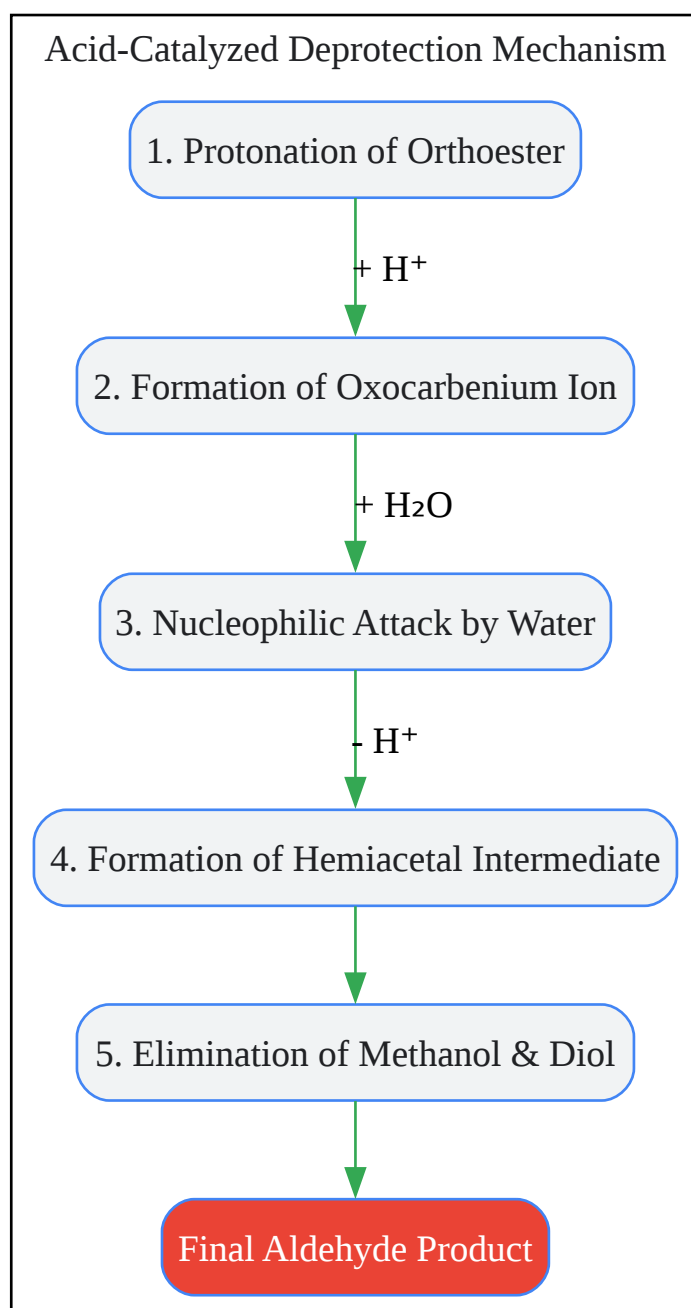 Acid-Catalyzed Deprotection Mechanism
1. Protonation of Orthoester
+ H⁺
2. Formation of Oxocarbenium Ion
+ H₂O
3. Nucleophilic Attack by Water
- H⁺
4. Formation of Hemiacetal Intermediate
5. Elimination of Methanol & Diol
Final Aldehyde Product